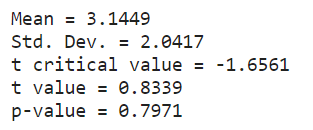 Mean = 3.1449
Std. Dev. = 2.0417
t critical value = -1.6561
t value = 0.8339
p-value = 0.7971